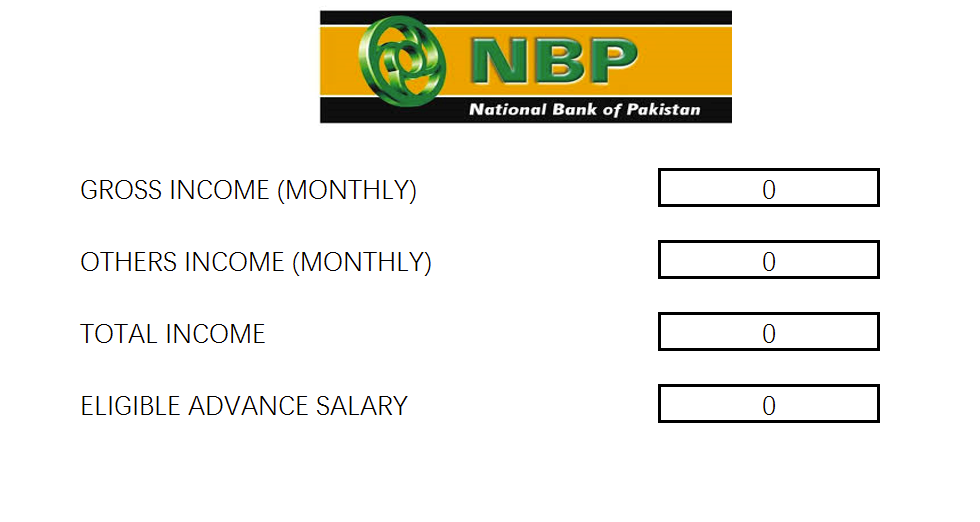 NBP
National Bank of Pakistan
GROSS INCOME (MONTHLY) 0
OTHERS INCOME (MONTHLY) 0
TOTAL INCOME 0
ELIGIBLE ADVANCE SALARY 0